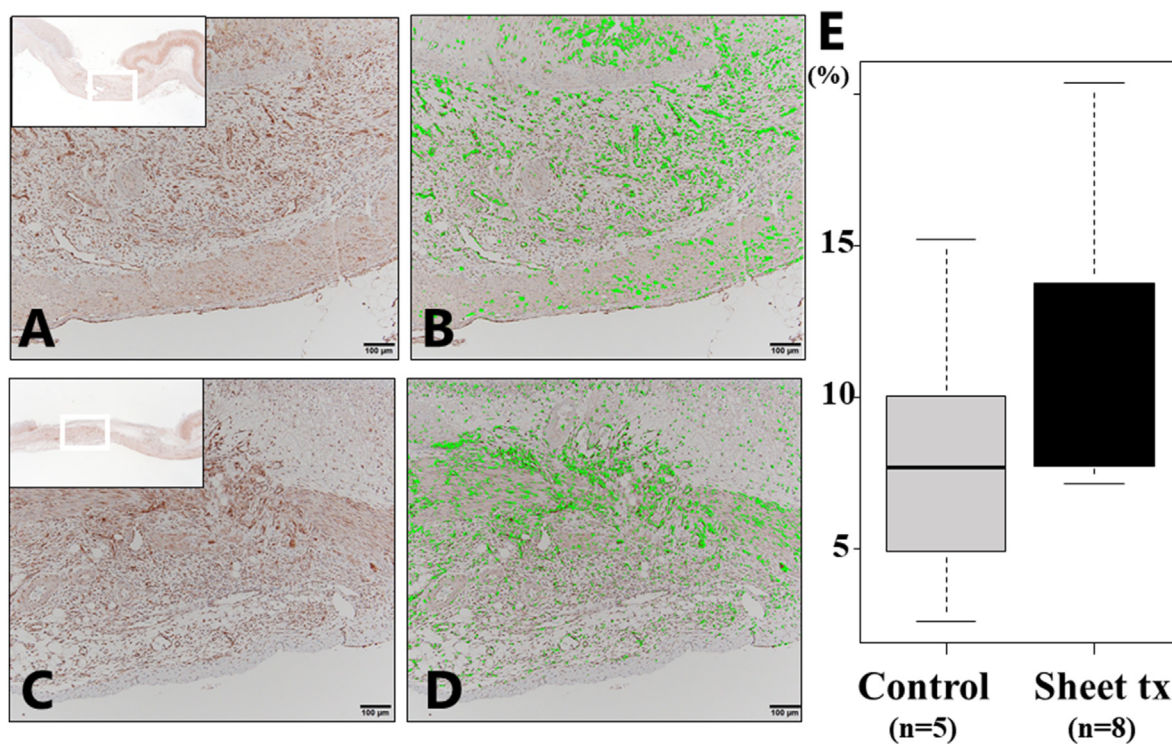 A
100 µm
B
100 µm
C
100 µm
D
100 µm
E
(%)
15
10
5
Control
(n=5)
Sheet tx
(n=8)